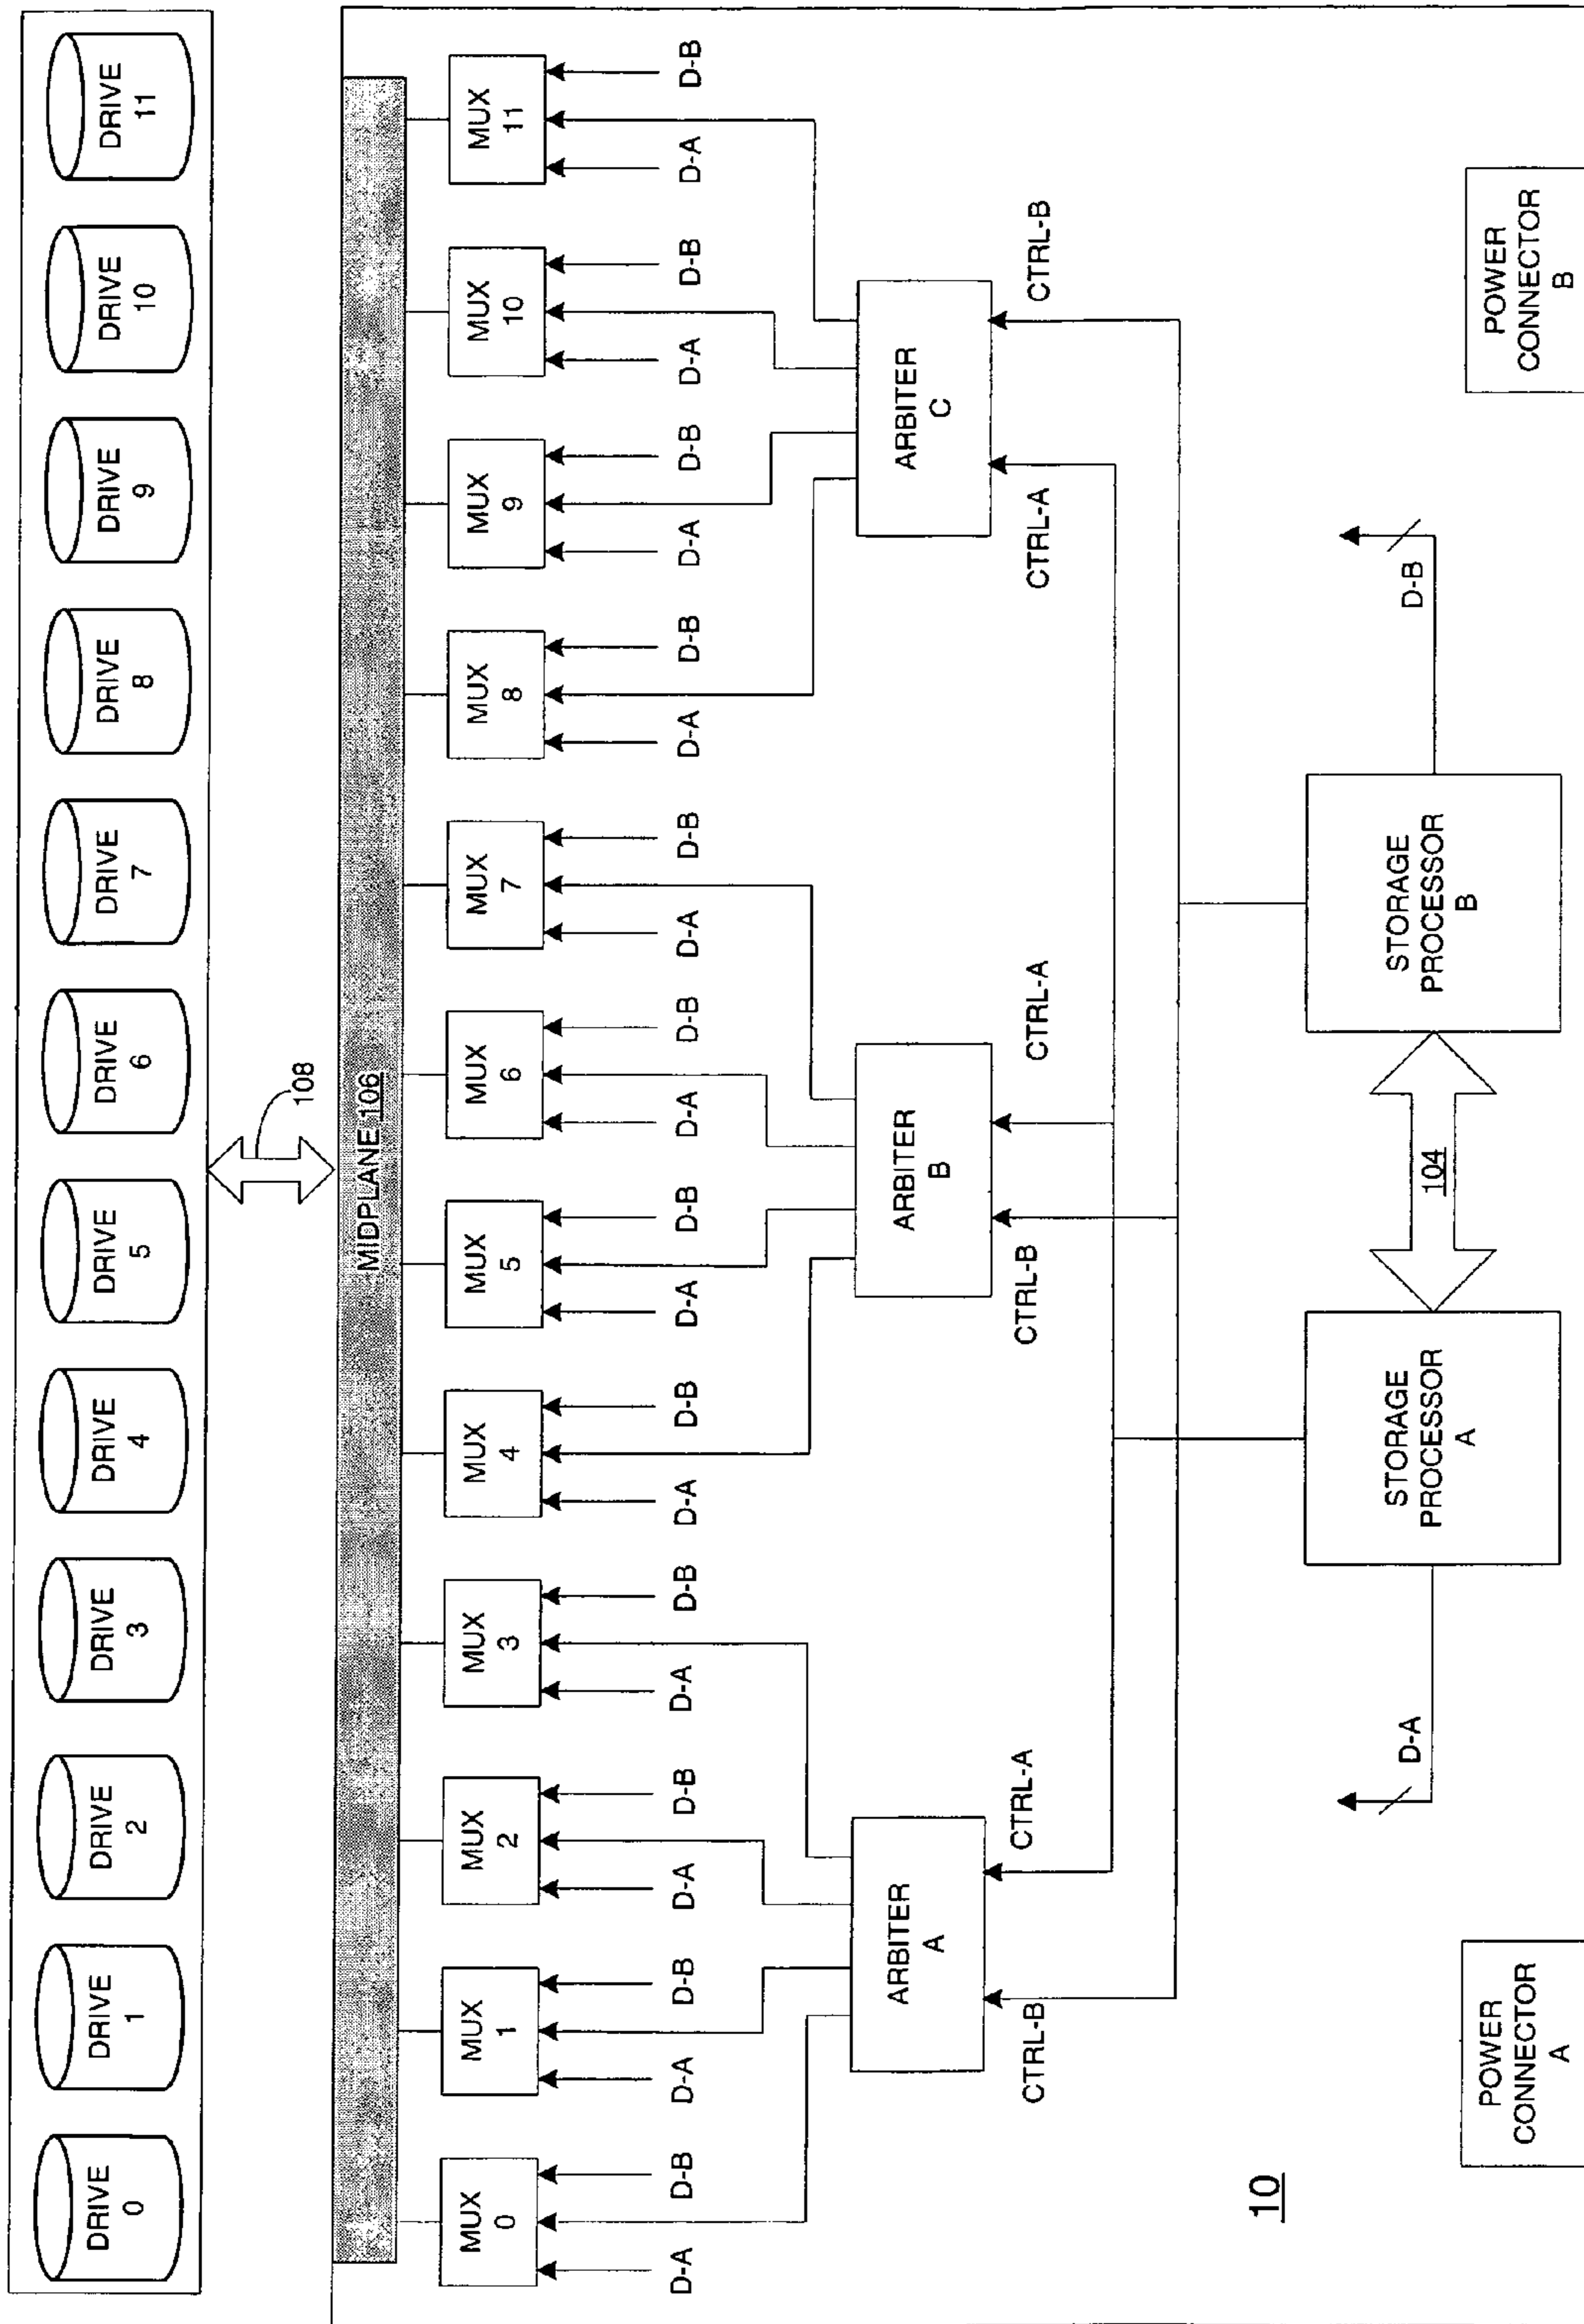 DRIVE
0
DRIVE
1
DRIVE
2
DRIVE
3
DRIVE
4
DRIVE
5
DRIVE
6
DRIVE
7
DRIVE
8
DRIVE
9
DRIVE
10
DRIVE
11
108
MIDPLANE 106
MUX
0
MUX
1
MUX
2
MUX
3
MUX
4
MUX
5
MUX
6
MUX
7
MUX
8
MUX
9
MUX
10
MUX
11
D-A
D-B
D-A
D-B
D-A
D-B
D-A
D-B
D-A
D-B
D-A
D-B
D-A
D-B
D-A
D-B
D-A
D-B
D-A
D-B
D-A
D-B
D-A
D-B
ARBITER
A
ARBITER
B
ARBITER
C
CTRL-B
CTRL-A
CTRL-B
CTRL-A
CTRL-A
CTRL-B
10
D-A
D-B
STORAGE
PROCESSOR
A
104
STORAGE
PROCESSOR
B
POWER
CONNECTOR
A
POWER
CONNECTOR
B